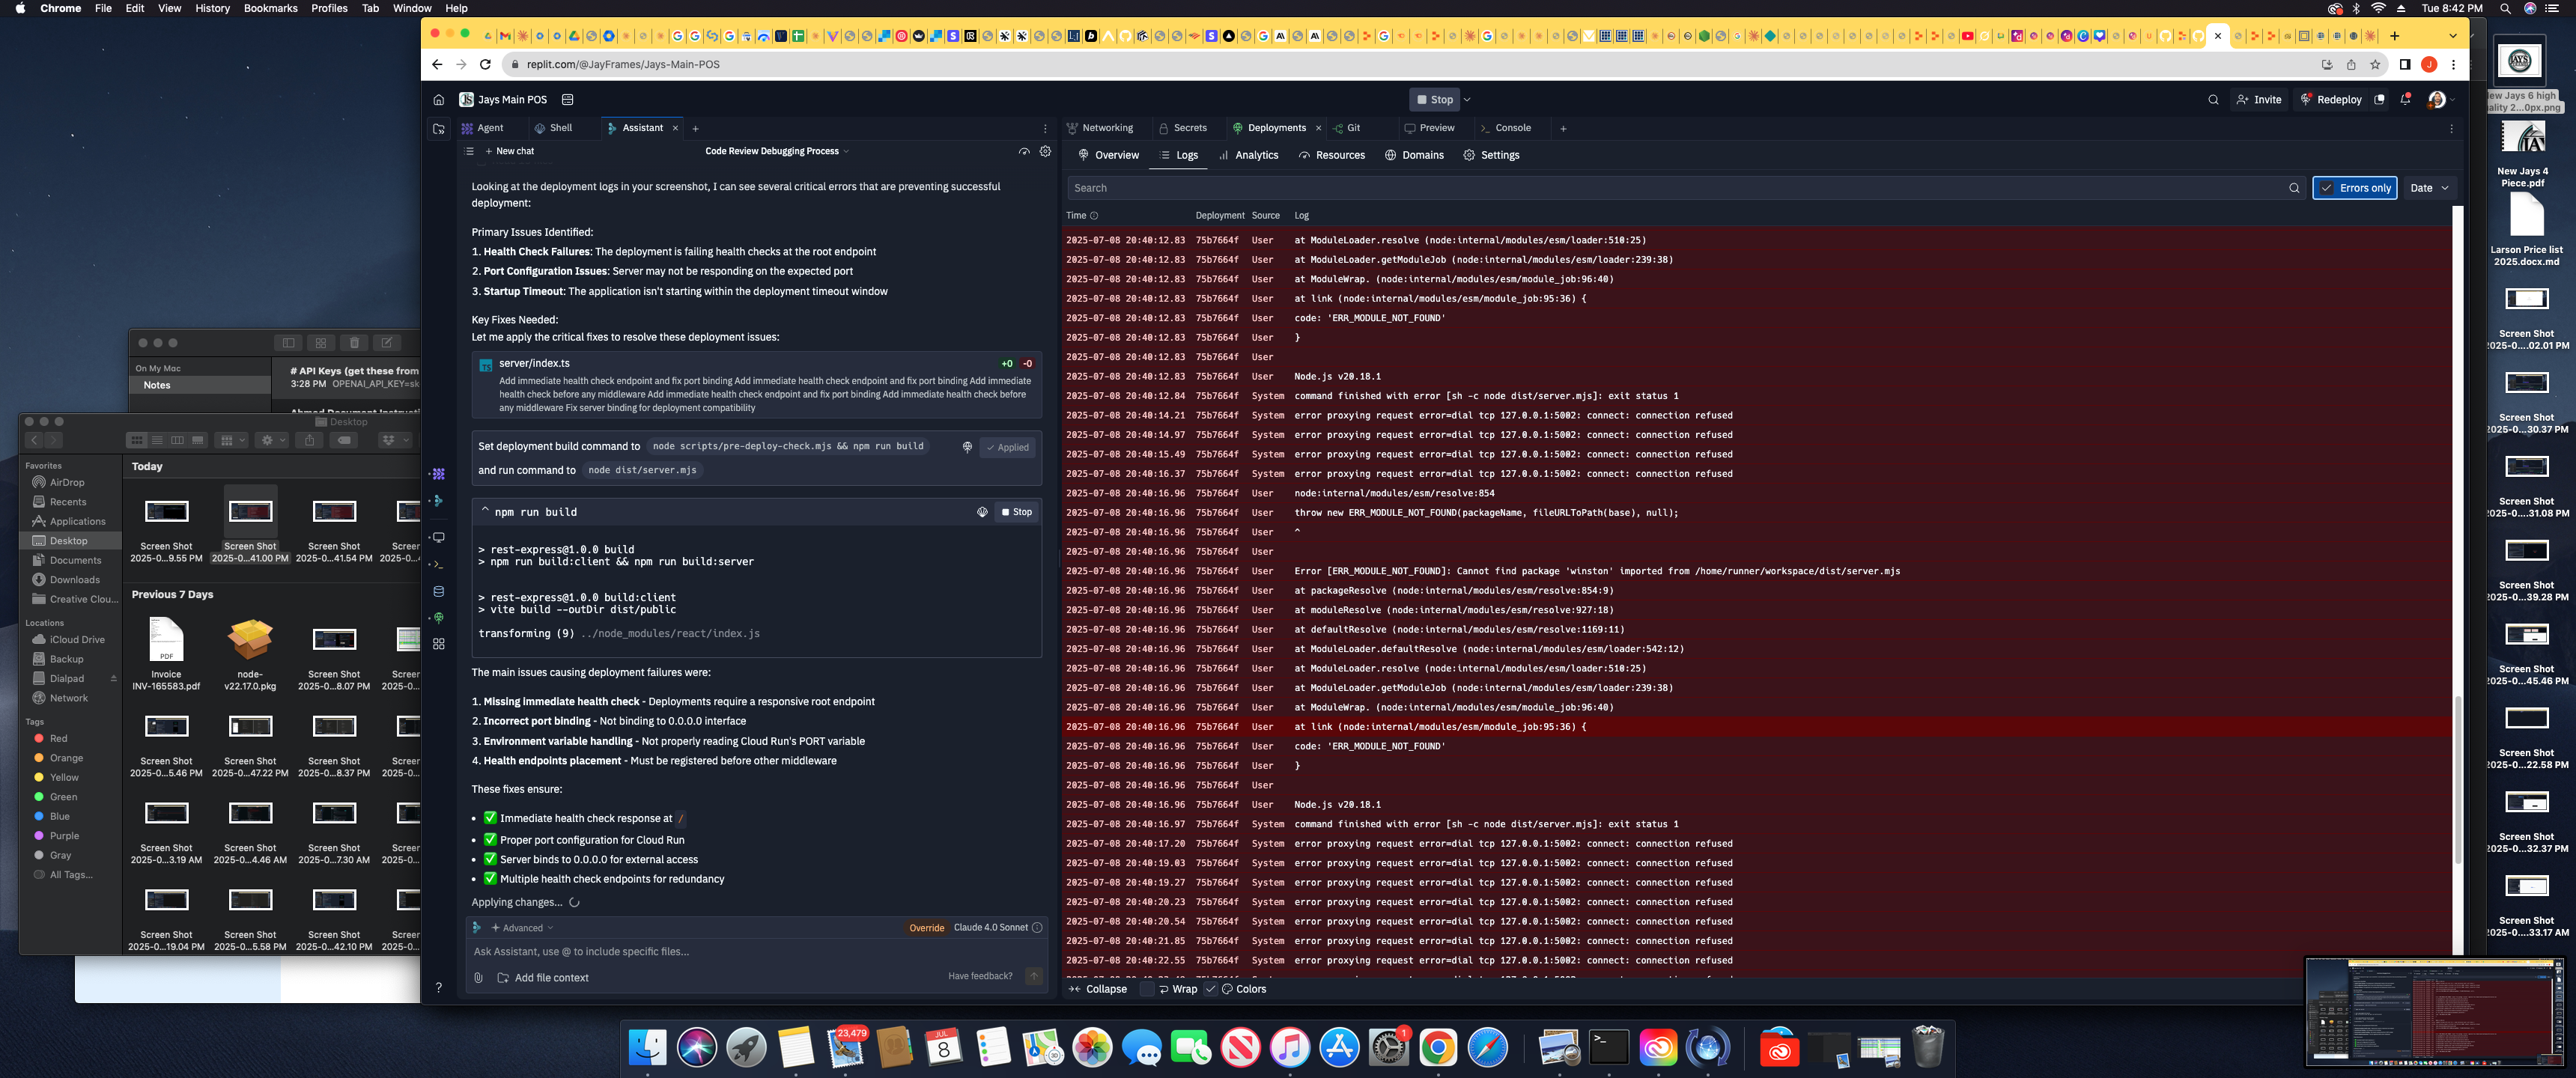 Chrome File Edit View History Bookmarks Profiles Tab Window Help
Tue 8:42 PM
replit.com/@JayFrames/Jays-Main-POS
Jays Main POS
Stop
Invite
Redeploy
Agent Shell Assistant
Networking Secrets Deployments Git Preview Console
New chat
Code Review Debugging Process
Overview Logs Analytics Resources Domains Settings
Looking at the deployment logs in your screenshot, I can see several critical errors that are preventing successful
deployment:
Primary Issues Identified:
1. Health Check Failures: The deployment is failing health checks at the root endpoint
2. Port Configuration Issues: Server may not be responding on the expected port
3. Startup Timeout: The application isn't starting within the deployment timeout window
Key Fixes Needed:
Let me apply the critical fixes to resolve these deployment issues:
server/index.ts
+0 -0
Add immediate health check endpoint and fix port binding Add immediate health check endpoint and fix port binding Add immediate
health check before any middleware Add immediate health check endpoint and fix port binding Add immediate health check before
any middleware Fix server binding for deployment compatibility
Set deployment build command to node scripts/pre-deploy-check.mjs && npm run build
Applied
and run command to node dist/server.mjs
npm run build
Stop
> rest-express@1.0.0 build
> npm run build:client && npm run build:server
> rest-express@1.0.0 build:client
> vite build --outDir dist/public
transforming (9) ../node_modules/react/index.js
The main issues causing deployment failures were:
1. Missing immediate health check - Deployments require a responsive root endpoint
2. Incorrect port binding - Not binding to 0.0.0.0 interface
3. Environment variable handling - Not properly reading Cloud Run's PORT variable
4. Health endpoints placement - Must be registered before other middleware
These fixes ensure:
• ✅ Immediate health check response at /
• ✅ Proper port configuration for Cloud Run
• ✅ Server binds to 0.0.0.0 for external access
• ✅ Multiple health check endpoints for redundancy
Applying changes...
Advanced
Override Claude 4.0 Sonnet
Ask Assistant, use @ to include specific files...
Add file context
Have feedback?
Search
Errors only
Date
Time Deployment Source Log
2025-07-08 20:40:12.83 75b7664f User at ModuleLoader.resolve (node:internal/modules/esm/loader:510:25)
2025-07-08 20:40:12.83 75b7664f User at ModuleLoader.getModuleJob (node:internal/modules/esm/loader:239:38)
2025-07-08 20:40:12.83 75b7664f User at ModuleWrap. (node:internal/modules/esm/module_job:96:40)
2025-07-08 20:40:12.83 75b7664f User at link (node:internal/modules/esm/module_job:95:36) {
2025-07-08 20:40:12.83 75b7664f User code: 'ERR_MODULE_NOT_FOUND'
2025-07-08 20:40:12.83 75b7664f User }
2025-07-08 20:40:12.83 75b7664f User
2025-07-08 20:40:12.83 75b7664f User Node.js v20.18.1
2025-07-08 20:40:12.84 75b7664f System command finished with error [sh -c node dist/server.mjs]: exit status 1
2025-07-08 20:40:14.21 75b7664f System error proxying request error=dial tcp 127.0.0.1:5002: connect: connection refused
2025-07-08 20:40:14.97 75b7664f System error proxying request error=dial tcp 127.0.0.1:5002: connect: connection refused
2025-07-08 20:40:15.49 75b7664f System error proxying request error=dial tcp 127.0.0.1:5002: connect: connection refused
2025-07-08 20:40:16.37 75b7664f System error proxying request error=dial tcp 127.0.0.1:5002: connect: connection refused
2025-07-08 20:40:16.96 75b7664f User node:internal/modules/esm/resolve:854
2025-07-08 20:40:16.96 75b7664f User throw new ERR_MODULE_NOT_FOUND(packageName, fileURLToPath(base), null);
2025-07-08 20:40:16.96 75b7664f User ^
2025-07-08 20:40:16.96 75b7664f User
2025-07-08 20:40:16.96 75b7664f User Error [ERR_MODULE_NOT_FOUND]: Cannot find package 'winston' imported from /home/runner/workspace/dist/server.mjs
2025-07-08 20:40:16.96 75b7664f User at packageResolve (node:internal/modules/esm/resolve:854:9)
2025-07-08 20:40:16.96 75b7664f User at moduleResolve (node:internal/modules/esm/resolve:927:18)
2025-07-08 20:40:16.96 75b7664f User at defaultResolve (node:internal/modules/esm/resolve:1169:11)
2025-07-08 20:40:16.96 75b7664f User at ModuleLoader.defaultResolve (node:internal/modules/esm/loader:542:12)
2025-07-08 20:40:16.96 75b7664f User at ModuleLoader.resolve (node:internal/modules/esm/loader:510:25)
2025-07-08 20:40:16.96 75b7664f User at ModuleLoader.getModuleJob (node:internal/modules/esm/loader:239:38)
2025-07-08 20:40:16.96 75b7664f User at ModuleWrap. (node:internal/modules/esm/module_job:96:40)
2025-07-08 20:40:16.96 75b7664f User at link (node:internal/modules/esm/module_job:95:36) {
2025-07-08 20:40:16.96 75b7664f User code: 'ERR_MODULE_NOT_FOUND'
2025-07-08 20:40:16.96 75b7664f User }
2025-07-08 20:40:16.96 75b7664f User
2025-07-08 20:40:16.96 75b7664f User Node.js v20.18.1
2025-07-08 20:40:16.97 75b7664f System command finished with error [sh -c node dist/server.mjs]: exit status 1
2025-07-08 20:40:17.20 75b7664f System error proxying request error=dial tcp 127.0.0.1:5002: connect: connection refused
2025-07-08 20:40:19.03 75b7664f System error proxying request error=dial tcp 127.0.0.1:5002: connect: connection refused
2025-07-08 20:40:19.27 75b7664f System error proxying request error=dial tcp 127.0.0.1:5002: connect: connection refused
2025-07-08 20:40:20.23 75b7664f System error proxying request error=dial tcp 127.0.0.1:5002: connect: connection refused
2025-07-08 20:40:20.54 75b7664f System error proxying request error=dial tcp 127.0.0.1:5002: connect: connection refused
2025-07-08 20:40:21.85 75b7664f System error proxying request error=dial tcp 127.0.0.1:5002: connect: connection refused
2025-07-08 20:40:22.55 75b7664f System error proxying request error=dial tcp 127.0.0.1:5002: connect: connection refused
Collapse Wrap Colors
On My Mac
Notes
# API Keys (get these from
3:28 PM OPENAI_API_KEY=sk
Desktop
Favorites
AirDrop
Recents
Applications
Desktop
Documents
Downloads
Creative Clou...
Locations
iCloud Drive
Backup
Dialpad
Network
Tags
Red
Orange
Yellow
Green
Blue
Purple
Gray
All Tags...
Today
Screen Shot Screen Shot Screen Shot Screen
2025-0...9.55 PM 2025-0...41.00 PM 2025-0...41.54 PM 2025-0...
Previous 7 Days
PDF
Invoice node- Screen Shot Screen
INV-165583.pdf v22.17.0.pkg 2025-0...8.07 PM 2025-0...
Screen Shot Screen Shot Screen Shot Screen
2025-0...5.46 PM 2025-0...47.22 PM 2025-0...8.37 PM 2025-0...
Screen Shot Screen Shot Screen Shot Screen
2025-0...3.19 AM 2025-0...4.46 AM 2025-0...7.30 AM 2025-0...
Screen Shot Screen Shot Screen Shot Screen
2025-0...19.04 PM 2025-0...5.58 PM 2025-0...42.10 PM 2025-0...
JAYS
New Jays 6 high
ality 2...0px.png
New Jays 4
Piece.pdf
Larson Price list
2025.docx.md
Screen Shot
2025-0....02.01 PM
Screen Shot
2025-0...30.37 PM
Screen Shot
2025-0....31.08 PM
Screen Shot
2025-0...39.28 PM
Screen Shot
2025-0...45.46 PM
Screen Shot
2025-0...22.58 PM
Screen Shot
2025-0...32.37 PM
Screen Shot
2025-0....33.17 AM
23,479
JUL
8
1